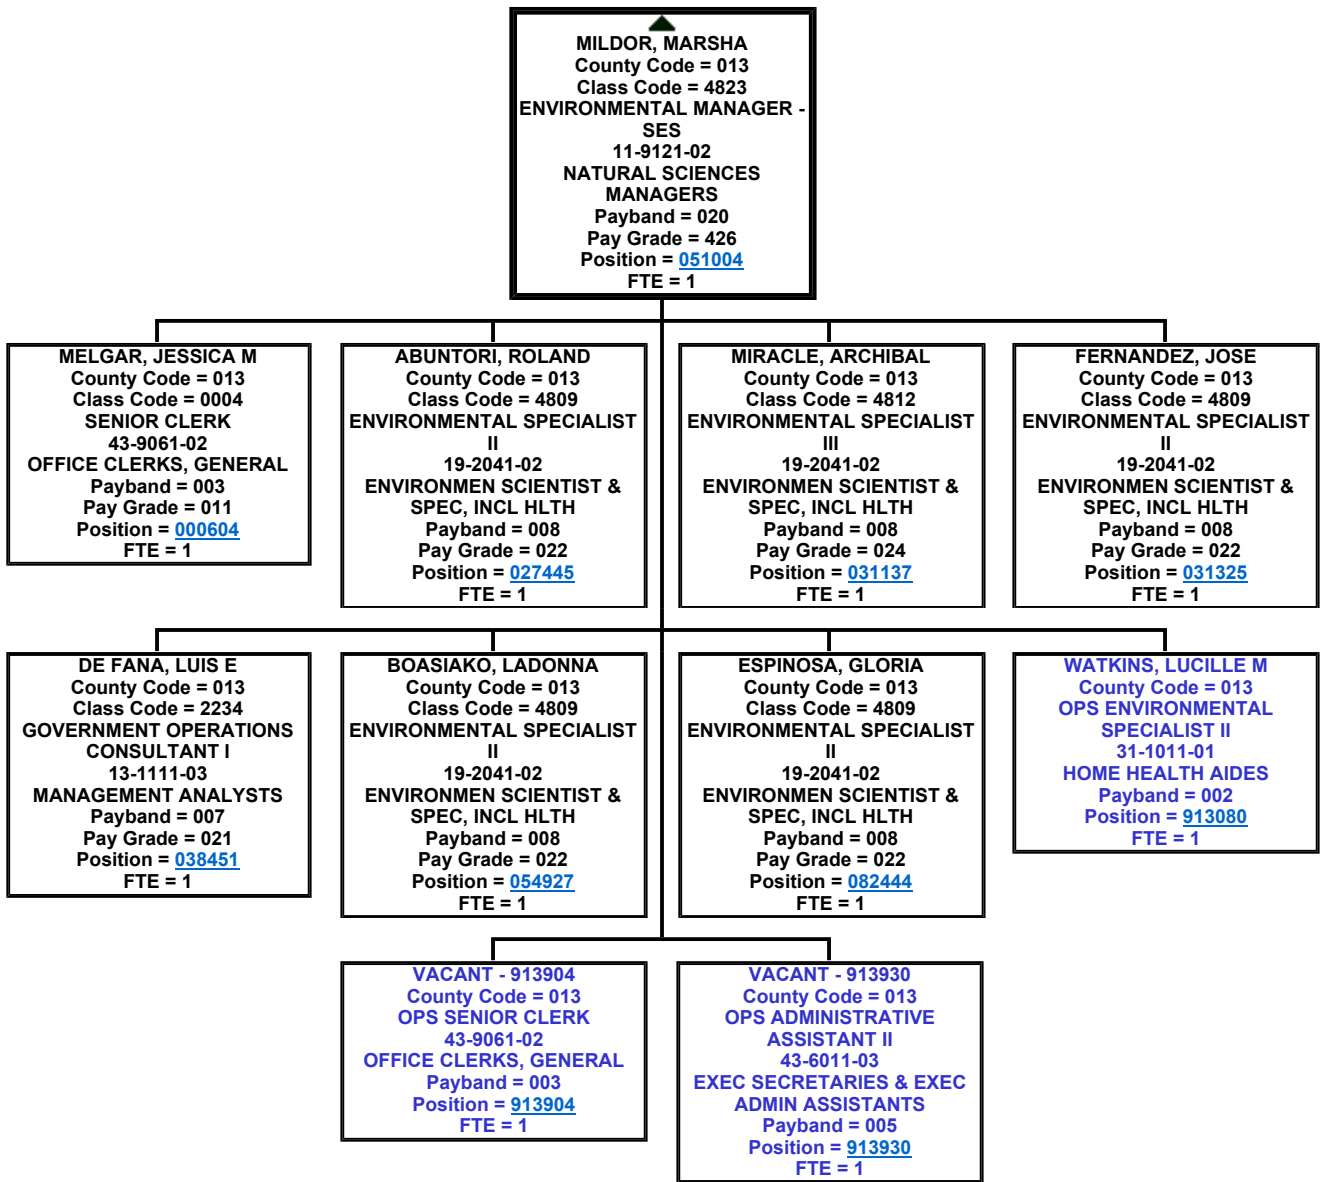 MILDOR, MARSHA
County Code = 013
Class Code = 4823
ENVIRONMENTAL MANAGER -
SES
11-9121-02
NATURAL SCIENCES
MANAGERS
Payband = 020
Pay Grade = 426
Position = 051004
FTE = 1
MELGAR, JESSICA M
County Code = 013
Class Code = 0004
SENIOR CLERK
43-9061-02
OFFICE CLERKS, GENERAL
Payband = 003
Pay Grade = 011
Position = 000604
FTE = 1
ABUNTORI, ROLAND
County Code = 013
Class Code = 4809
ENVIRONMENTAL SPECIALIST
II
19-2041-02
ENVIRONMEN SCIENTIST &
SPEC, INCL HLTH
Payband = 008
Pay Grade = 022
Position = 027445
FTE = 1
MIRACLE, ARCHIBAL
County Code = 013
Class Code = 4812
ENVIRONMENTAL SPECIALIST
III
19-2041-02
ENVIRONMEN SCIENTIST &
SPEC, INCL HLTH
Payband = 008
Pay Grade = 024
Position = 031137
FTE = 1
FERNANDEZ, JOSE
County Code = 013
Class Code = 4809
ENVIRONMENTAL SPECIALIST
II
19-2041-02
ENVIRONMEN SCIENTIST &
SPEC, INCL HLTH
Payband = 008
Pay Grade = 022
Position = 031325
FTE = 1
DE FANA, LUIS E
County Code = 013
Class Code = 2234
GOVERNMENT OPERATIONS
CONSULTANT I
13-1111-03
MANAGEMENT ANALYSTS
Payband = 007
Pay Grade = 021
Position = 038451
FTE = 1
BOASIAKO, LADONNA
County Code = 013
Class Code = 4809
ENVIRONMENTAL SPECIALIST
II
19-2041-02
ENVIRONMEN SCIENTIST &
SPEC, INCL HLTH
Payband = 008
Pay Grade = 022
Position = 054927
FTE = 1
ESPINOSA, GLORIA
County Code = 013
Class Code = 4809
ENVIRONMENTAL SPECIALIST
II
19-2041-02
ENVIRONMEN SCIENTIST &
SPEC, INCL HLTH
Payband = 008
Pay Grade = 022
Position = 082444
FTE = 1
WATKINS, LUCILLE M
County Code = 013
OPS ENVIRONMENTAL
SPECIALIST II
31-1011-01
HOME HEALTH AIDES
Payband = 002
Position = 913080
FTE = 1
VACANT - 913904
County Code = 013
OPS SENIOR CLERK
43-9061-02
OFFICE CLERKS, GENERAL
Payband = 003
Position = 913904
FTE = 1
VACANT - 913930
County Code = 013
OPS ADMINISTRATIVE
ASSISTANT II
43-6011-03
EXEC SECRETARIES & EXEC
ADMIN ASSISTANTS
Payband = 005
Position = 913930
FTE = 1